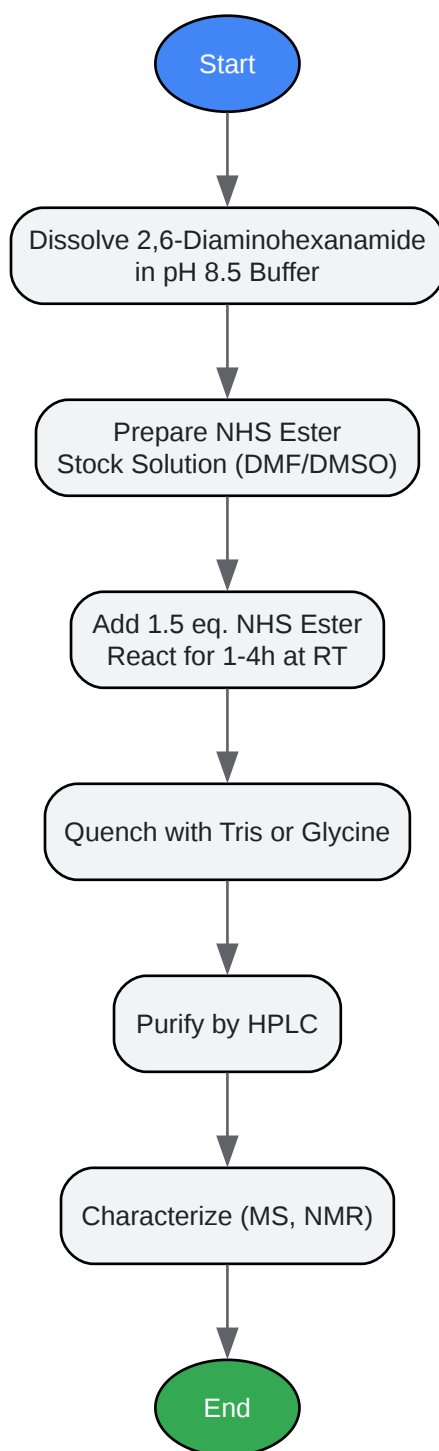 Start
Dissolve 2,6-Diaminohexanamide
in pH 8.5 Buffer
Prepare NHS Ester
Stock Solution (DMF/DMSO)
Add 1.5 eq. NHS Ester
React for 1-4h at RT
Quench with Tris or Glycine
Purify by HPLC
Characterize (MS, NMR)
End